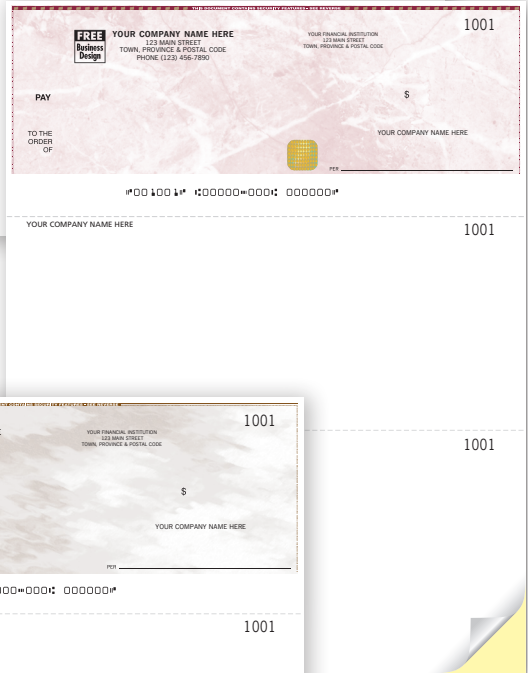 THIS DOCUMENT CONTAINS SECURITY FEATURES • SEE REVERSE
1001
FREE
Business
Design
YOUR COMPANY NAME HERE
123 MAIN STREET
TOWN, PROVINCE & POSTAL CODE
PHONE (123) 456-7890
YOUR FINANCIAL INSTITUTION
123 MAIN STREET
TOWN, PROVINCE & POSTAL CODE
PAY
$
TO THE
ORDER
OF
YOUR COMPANY NAME HERE
PER
⑈001001⑈ ⑆00000⑉000⑆ 000000⑈
YOUR COMPANY NAME HERE
1001
1001
SECURITY FEATURES • SEE REVERSE
1001
YOUR FINANCIAL INSTITUTION
123 MAIN STREET
TOWN, PROVINCE & POSTAL CODE
$
YOUR COMPANY NAME HERE
PER
00⑉000⑆ 000000⑈
1001